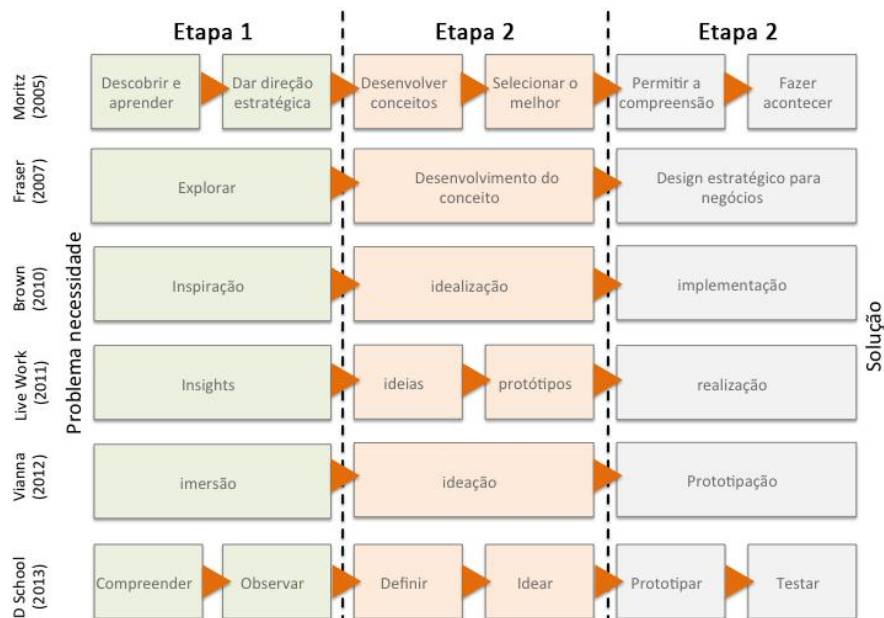 Etapa 1
Etapa 2
Etapa 2
Moritz
(2005)
Descobrir e
aprender
Dar direção
estratégica
Desenvolver
conceitos
Selecionar o
melhor
Permitir a
compreensão
Fazer
acontecer
Fraser
(2007)
Explorar
Desenvolvimento do
conceito
Design estratégico para
negócios
Problema necessidade
Brown
(2010)
Inspiração
idealização
implementação
Solução
Live Work
(2011)
Insights
ideias
protótipos
realização
Vianna
(2012)
imersão
ideação
Prototipação
D School
(2013)
Compreender
Observar
Definir
Idear
Prototipar
Testar